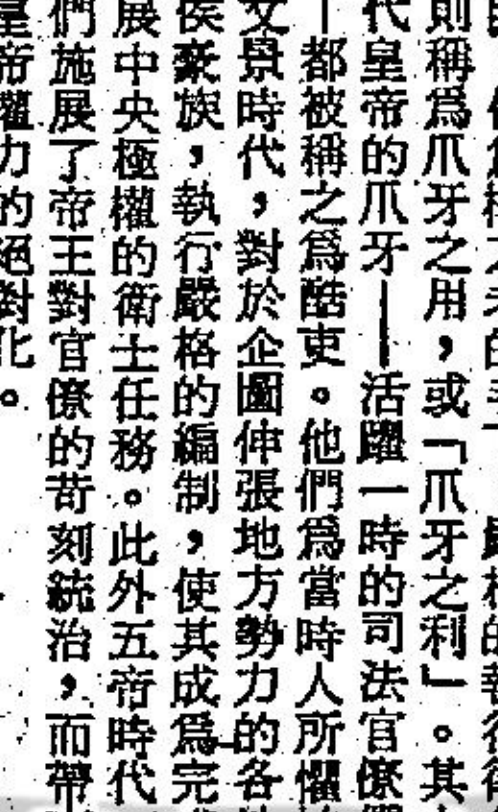 則稱爲爪牙之用，或「爪牙之利」。其
代皇帝的爪牙——活躍一時的司法官僚
—都被稱之爲酷吏。他們爲當時人所懼
文景時代，對於企圖伸張地方勢力的各
侯豪族，執行嚴格的編制，使其成爲完
展中央極權的衛士任務。此外五帝時代
們施展了帝王對官僚的苛刻統治，而帶
皇帝權力的絕對化。